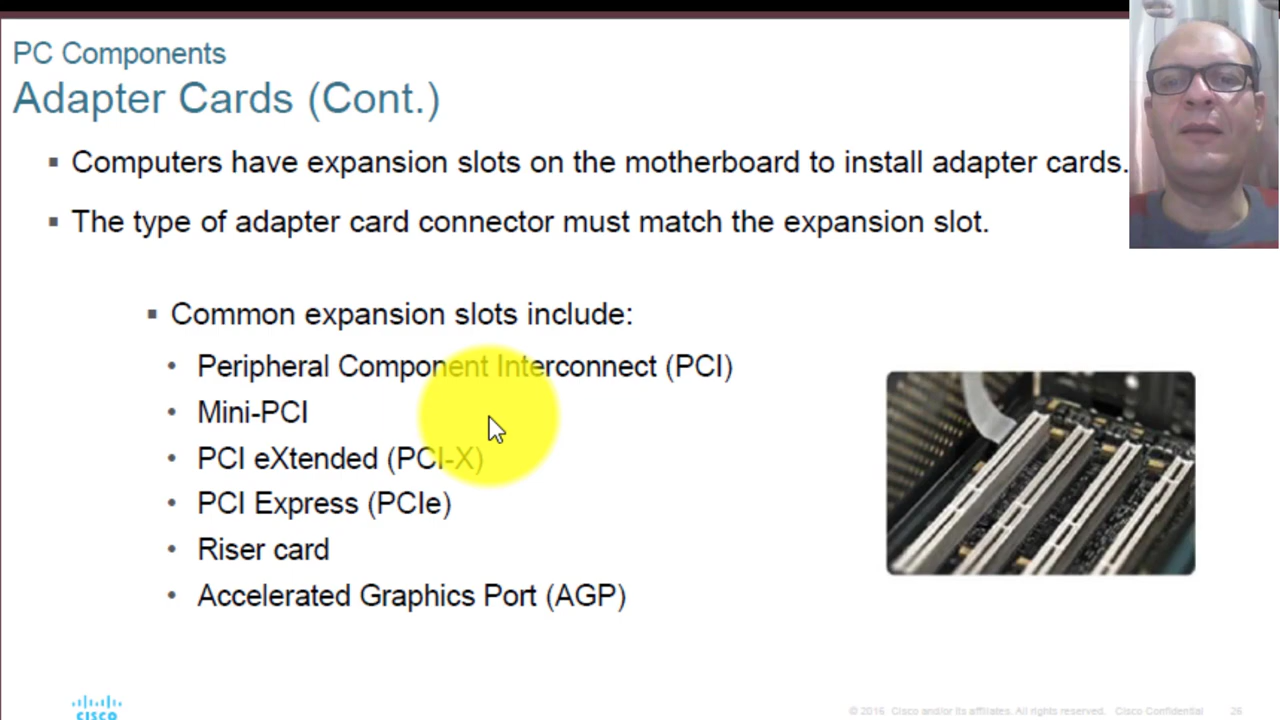 PC Components
Adapter Cards (Cont.)
Computers have expansion slots on the motherboard to install adapter cards.
The type of adapter card connector must match the expansion slot.
Common expansion slots include:
Peripheral Component Interconnect (PCI)
Mini-PCI
PCI eXtended (PCI-X)
PCI Express (PCIe)
Riser card
Accelerated Graphics Port (AGP)
CISCO
© 2016 Cisco and/or its affiliates. All rights reserved. Cisco Confidential 26